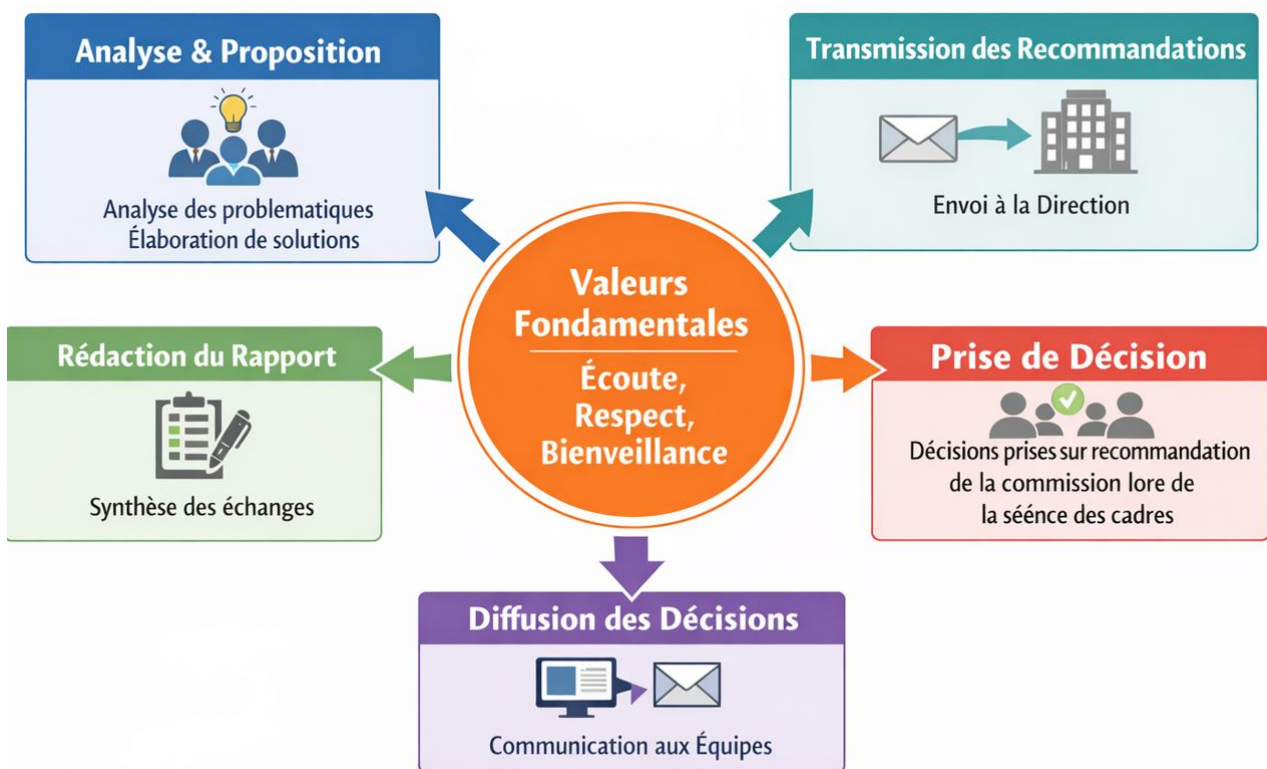 Analyse & Proposition
Analyse des problematiques
Élaboration de solutions
Transmission des Recommandations
Envoi à la Direction
Valeurs
Fondamentales
Écoute,
Respect,
Bienveillance
Rédaction du Rapport
Synthèse des échanges
Prise de Décision
Décisions prises sur recommandation
de la commission lore de
la séénce des cadres
Diffusion des Décisions
Communication aux Équipes